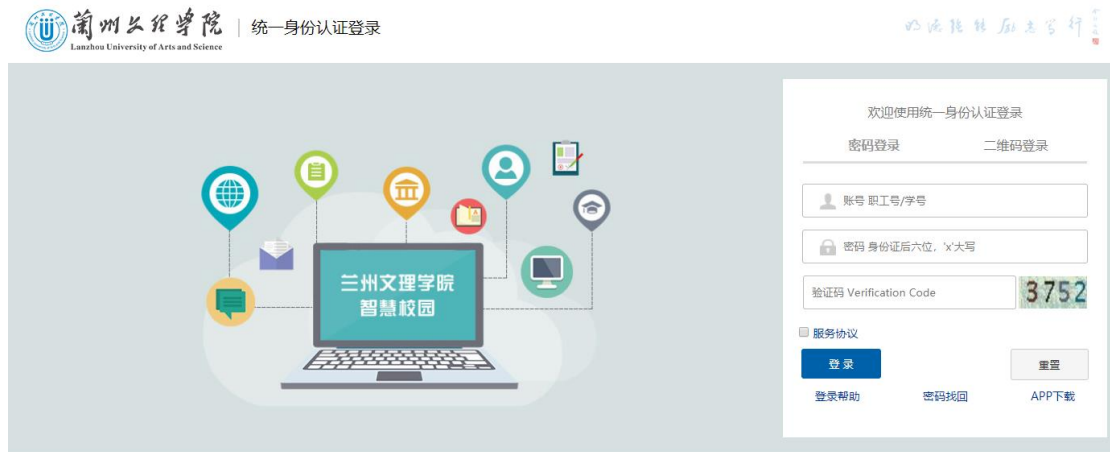 蘭州文理学院
Lanzhou University of Arts and Science
统一身份认证登录
兰州文理学院
智慧校园
欢迎使用统一身份认证登录
密码登录
二维码登录
账号 职工号/学号
密码 身份证后六位，'x'大写
验证码 Verification Code
3752
服务协议
登录
重置
登录帮助
密码找回
APP下载